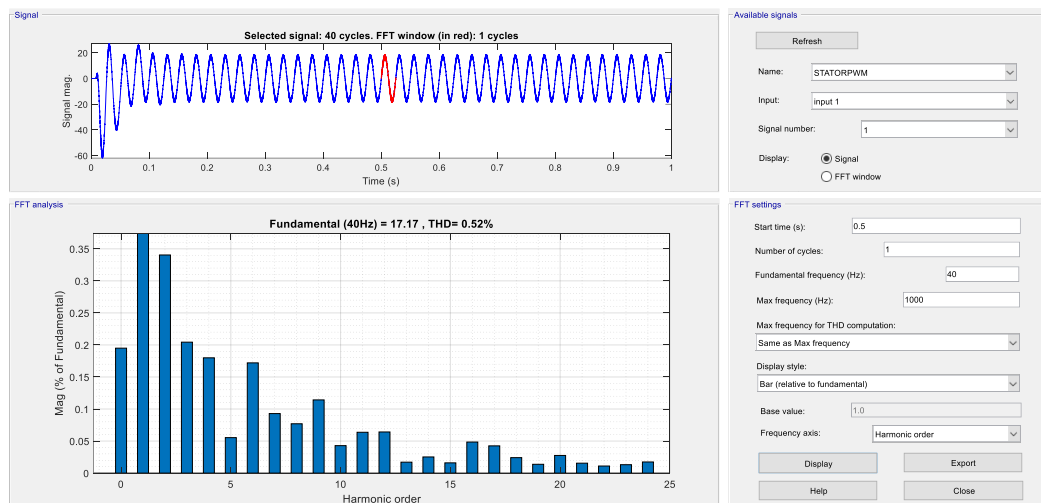 Signal
Selected signal: 40 cycles. FFT window (in red): 1 cycles
20
0
-20
-40
-60
Signal mag.
0 0.1 0.2 0.3 0.4 0.5 0.6 0.7 0.8 0.9 1
Time (s)
FFT analysis
Fundamental (40Hz) = 17.17 , THD= 0.52%
0.35
0.3
0.25
0.2
0.15
0.1
0.05
0
Mag (% of Fundamental)
0 5 10 15 20 25
Harmonic order
Available signals
Refresh
Name: STATORPWM
Input: input 1
Signal number: 1
Display: Signal
FFT window
FFT settings
Start time (s): 0.5
Number of cycles: 1
Fundamental frequency (Hz): 40
Max frequency (Hz): 1000
Max frequency for THD computation:
Same as Max frequency
Display style:
Bar (relative to fundamental)
Base value: 1.0
Frequency axis: Harmonic order
Display Export
Help Close